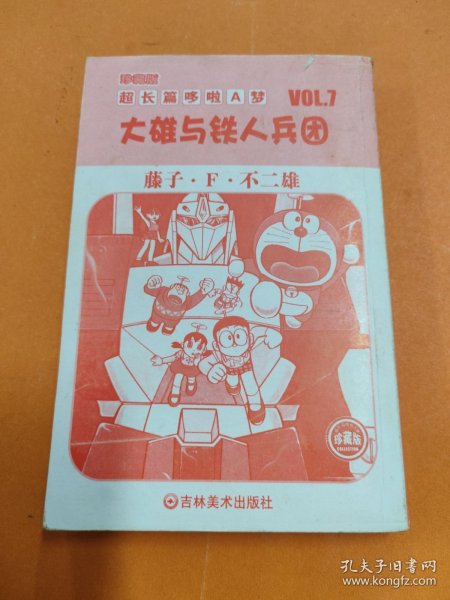 珍藏版
超长篇哆啦A梦 VOL.7
大雄与铁人兵团
藤子·F·不二雄
珍藏版
COLLECTION
吉林美术出版社
孔夫子旧书网
www.kongfz.com